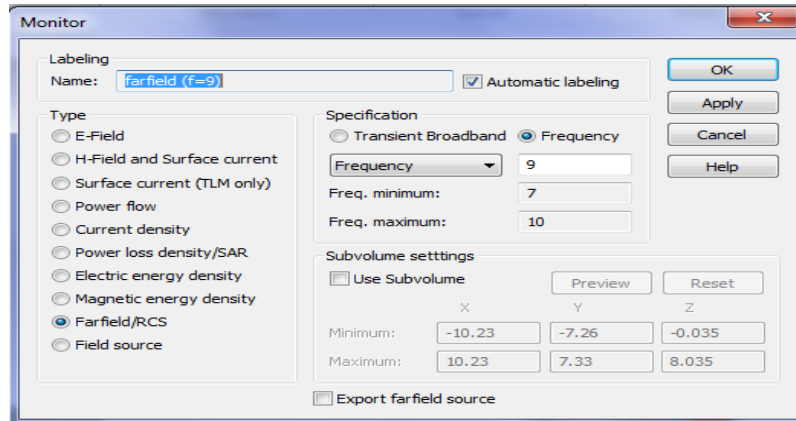 Monitor
Labeling
Name: farfield (f=9) Automatic labeling
OK
Apply
Cancel
Help
Type
E-Field
H-Field and Surface current
Surface current (TLM only)
Power flow
Current density
Power loss density/SAR
Electric energy density
Magnetic energy density
Farfield/RCS
Field source
Specification
Transient Broadband Frequency
Frequency 9
Freq. minimum: 7
Freq. maximum: 10
Subvolume setttings
Use Subvolume Preview Reset
X Y Z
Minimum: -10.23 -7.26 -0.035
Maximum: 10.23 7.33 8.035
Export farfield source